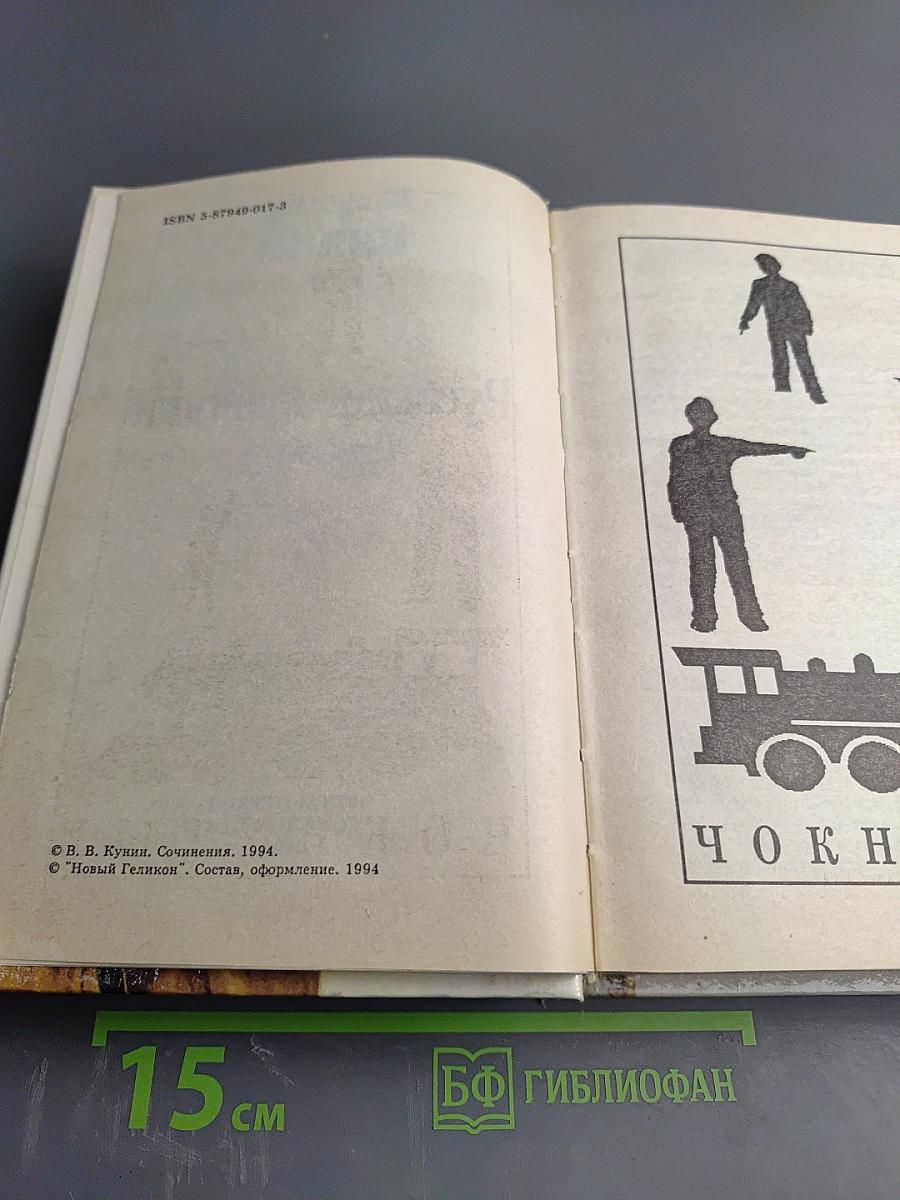 ISBN 5-87949-017-3
© В. В. Кунин. Сочинения. 1994.
© "Новый Геликон". Состав, оформление. 1994
ЧОКН
15 см
БФ ГИБЛИОФАН